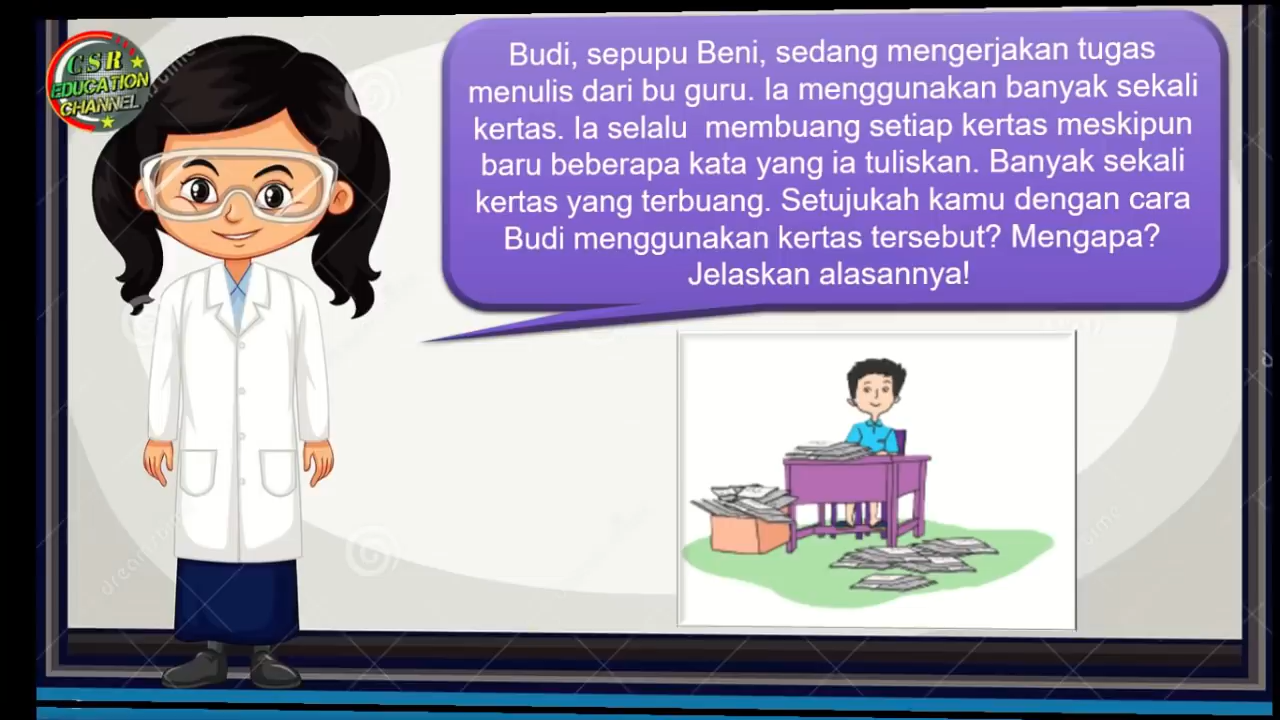 CSR
EDUCATION
CHANNEL
Budi, sepupu Beni, sedang mengerjakan tugas
menulis dari bu guru. Ia menggunakan banyak sekali
kertas. Ia selalu membuang setiap kertas meskipun
baru beberapa kata yang ia tuliskan. Banyak sekali
kertas yang terbuang. Setujukah kamu dengan cara
Budi menggunakan kertas tersebut? Mengapa?
Jelaskan alasannya!